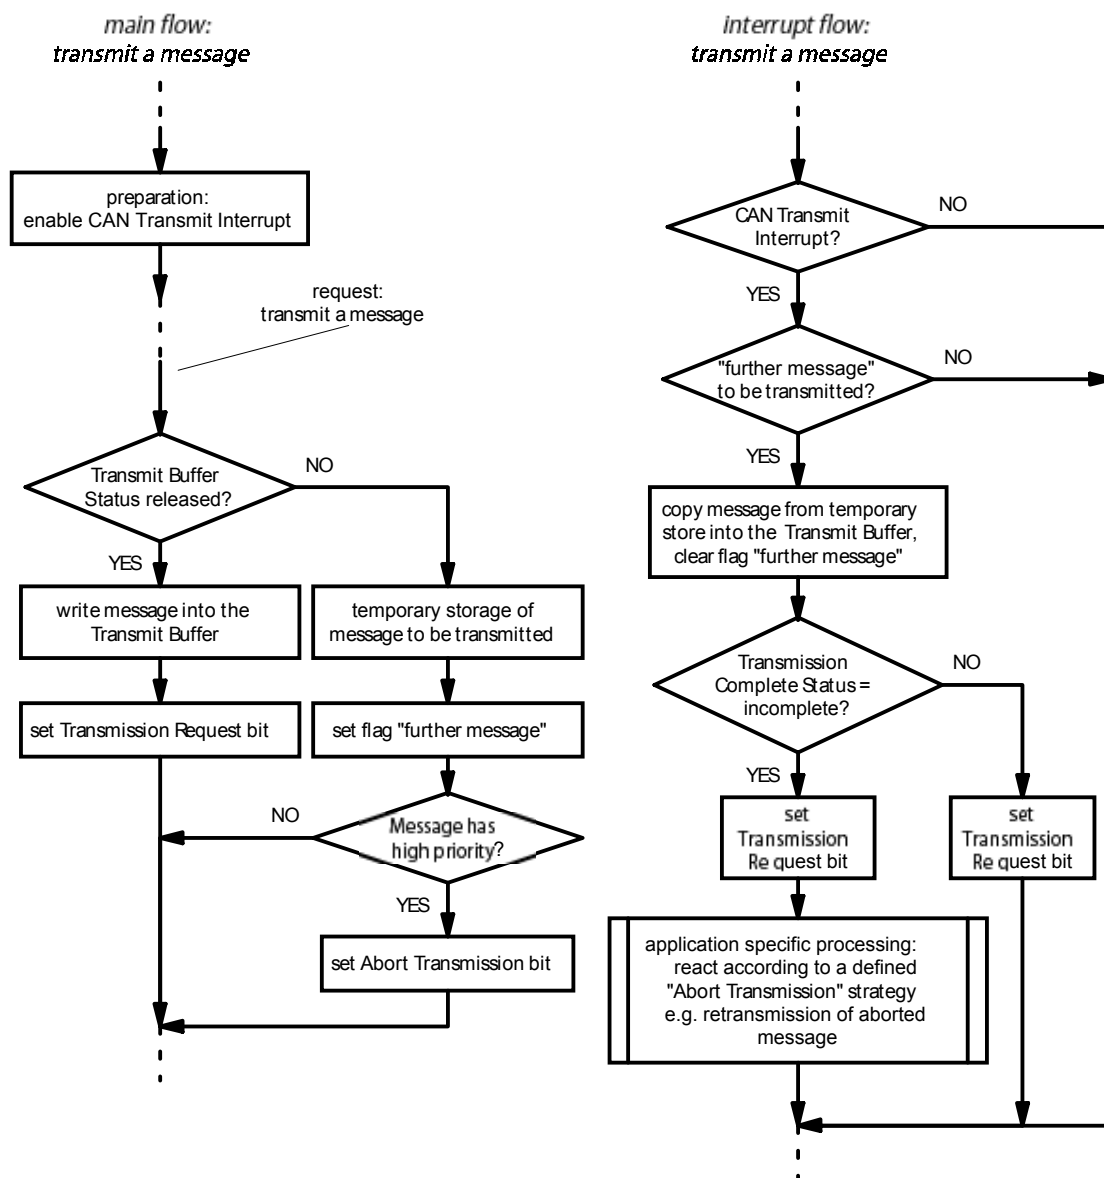 main flow:
transmit a message
preparation:
enable CAN Transmit Interrupt
request:
transmit a message
Transmit Buffer
Status released?
NO
YES
write message into the
Transmit Buffer
temporary storage of
message to be transmitted
set Transmission Request bit
set flag "further message"
NO
Message has
high priority?
YES
set Abort Transmission bit
interrupt flow:
transmit a message
CAN Transmit
Interrupt?
NO
YES
"further message"
to be transmitted?
NO
YES
copy message from temporary
store into the Transmit Buffer,
clear flag "further message"
Transmission
Complete Status =
incomplete?
NO
YES
set
Transmission
Request bit
set
Transmission
Request bit
application specific processing:
react according to a defined
"Abort Transmission" strategy
e.g. retransmission of aborted
message